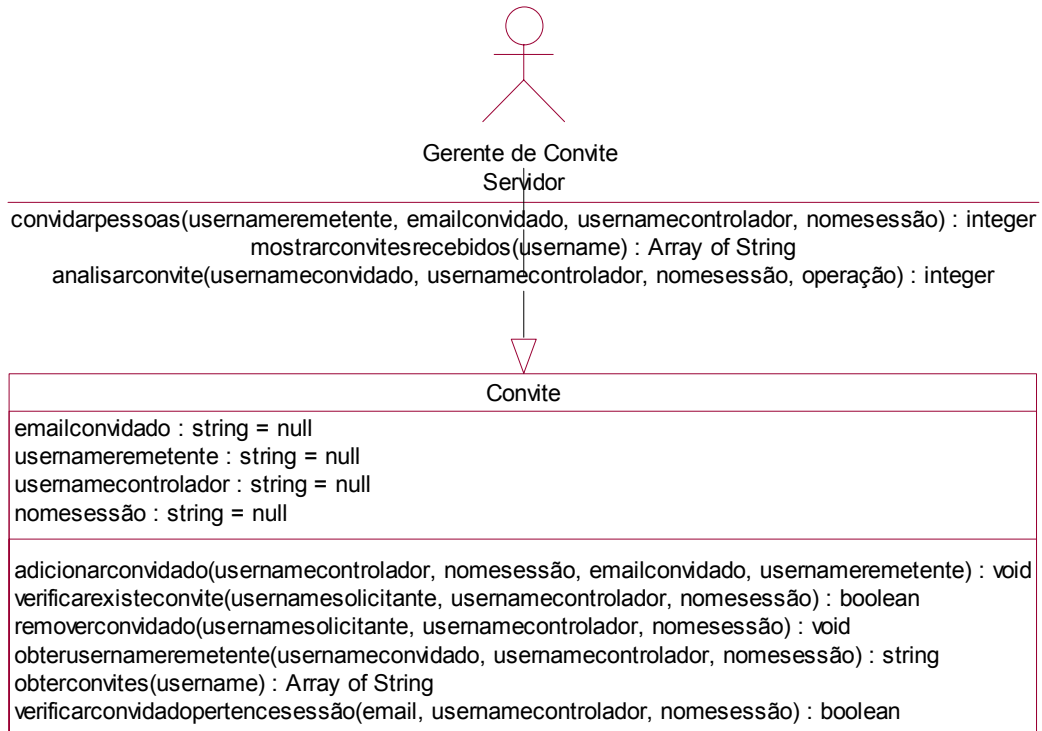 Gerente de Convite
Servidor
convidarpessoas(usernameremetente, emailconvidado, usernamecontrolador, nomesessão) : integer
mostrarconvitesrecebidos(username) : Array of String
analisarconvite(usernameconvidado, usernamecontrolador, nomesessão, operação) : integer
Convite
emailconvidado : string = null
usernameremetente : string = null
usernamecontrolador : string = null
nomesessão : string = null
adicionarconvidado(usernamecontrolador, nomesessão, emailconvidado, usernameremetente) : void
verificarexisteconvite(usernamesolicitante, usernamecontrolador, nomesessão) : boolean
removerconvidado(usernamesolicitante, usernamecontrolador, nomesessão) : void
obterusernameremetente(usernameconvidado, usernamecontrolador, nomesessão) : string
obterconvites(username) : Array of String
verificarconvidadopertencesessão(email, usernamecontrolador, nomesessão) : boolean